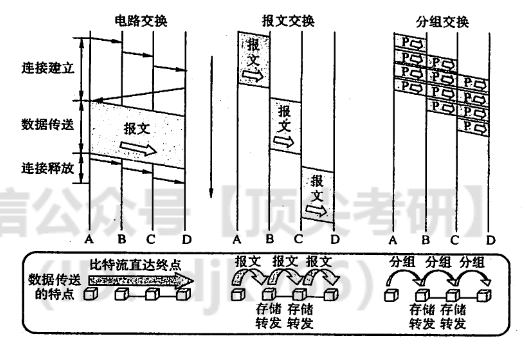 电路交换 报文交换 分组交换
连接建立
数据传送
连接释放
报文
报文
报文
报文
P P P
P P P
P P P
P P P
A B C D A B C D A B C D
信公众号【顶尖考研】
数据传送的特点
比特流直达终点
报文 报文 报文
存储转发 存储转发
分组 分组 分组
存储转发 存储转发